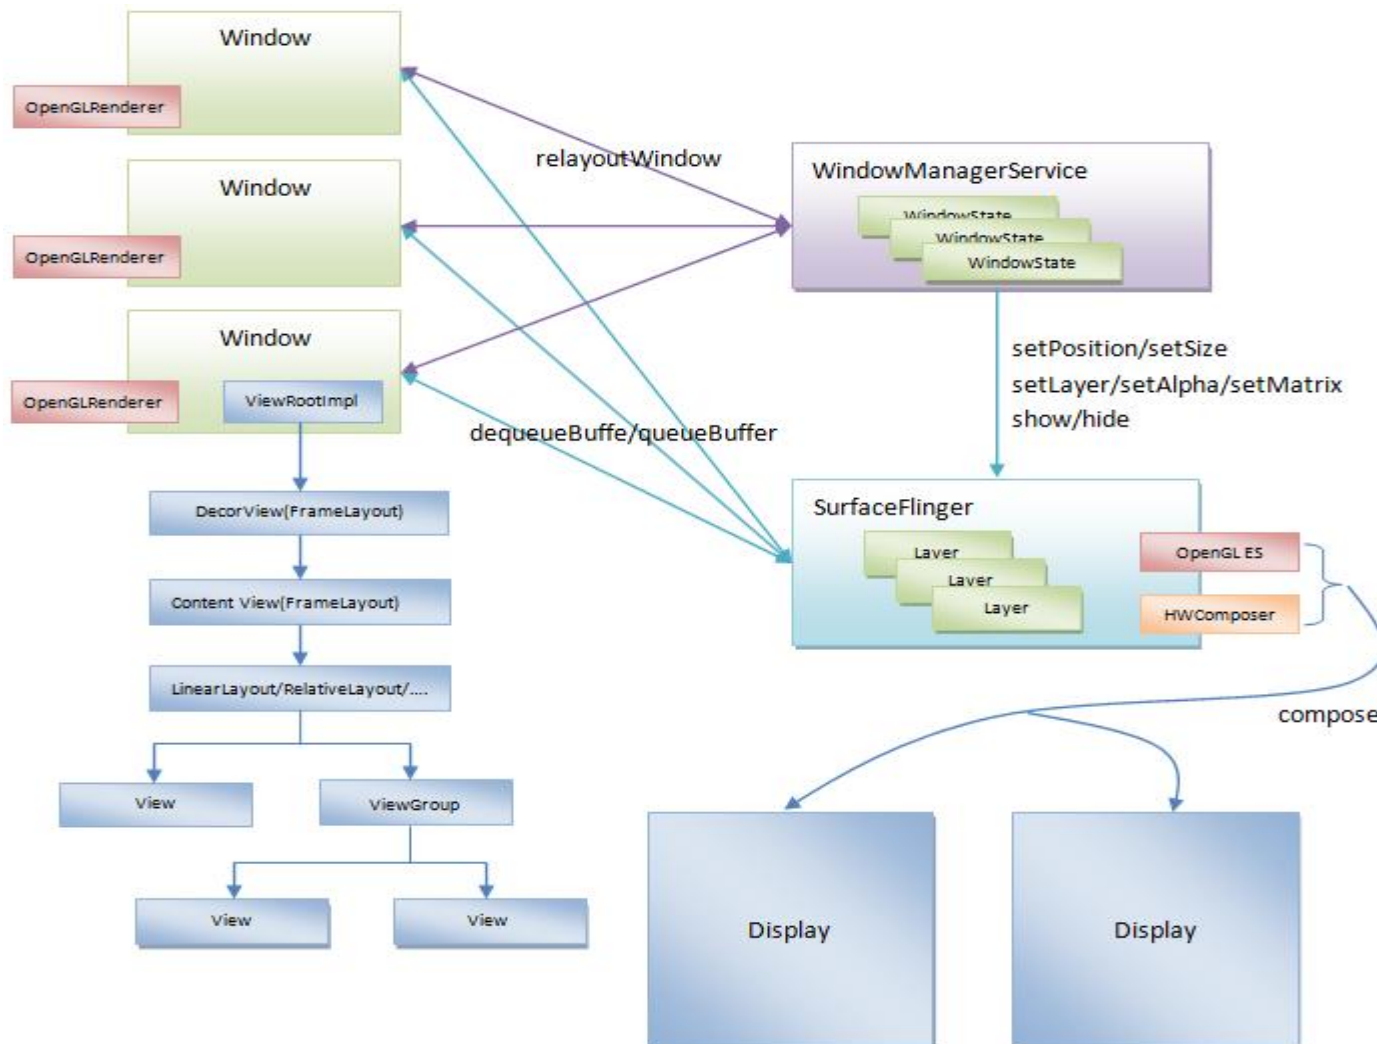 Window
OpenGLRenderer
relayoutWindow
WindowManagerService
Window
WindowState
WindowState
WindowState
OpenGLRenderer
Window
setPosition/setSize
setLayer/setAlpha/setMatrix
show/hide
OpenGLRenderer
ViewRootImpl
dequeueBuffe/queueBuffer
DecorView(FrameLayout)
SurfaceFlinger
Layer
Layer
Layer
OpenGL ES
HWComposer
Content View(FrameLayout)
LinearLayout/RelativeLayout/....
compose
View
ViewGroup
View
View
Display
Display